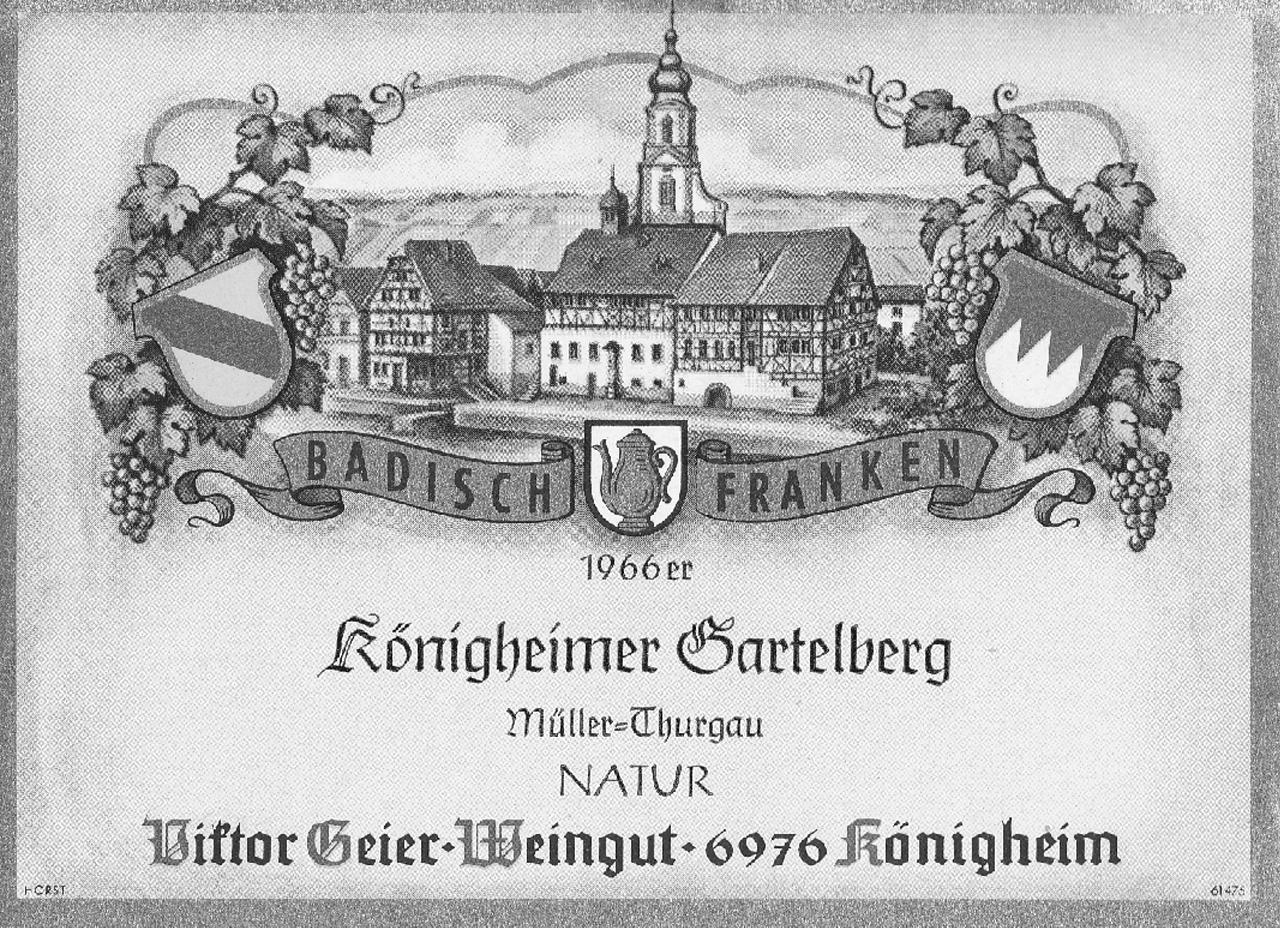 BADISCH FRANKEN
1966er
Königheimer Gartelberg
Müller=Thurgau
NATUR
Viktor Geier·Weingut·6976 Königheim
HORST 61476